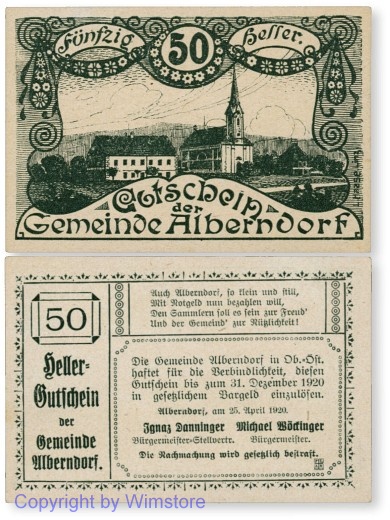 Fünfzig 50 Heller.
Gutschein
der
Gemeinde Alberndorf
50
Heller-
Gutschein
der
Gemeinde
Alberndorf.
Auch Alberndorf, so klein und still,
Mit Notgeld nun bezahlen will,
Den Sammlern soll es sein zur Freud'
Und der Gemeind' zur Nützlichkeit!
Die Gemeinde Alberndorf in Ob.-Öst.
haftet für die Verbindlichkeit, diesen
Gutschein bis zum 31. Dezember 1920
in gesetzlichem Bargeld einzulösen.
Alberndorf, am 25. April 1920.
Ignaz Danninger Michael Wöckinger
Bürgermeister-Stellvertr. Bürgermeister.
Die Nachmachung wird gesetzlich bestraft.
Copyright by Wimstore